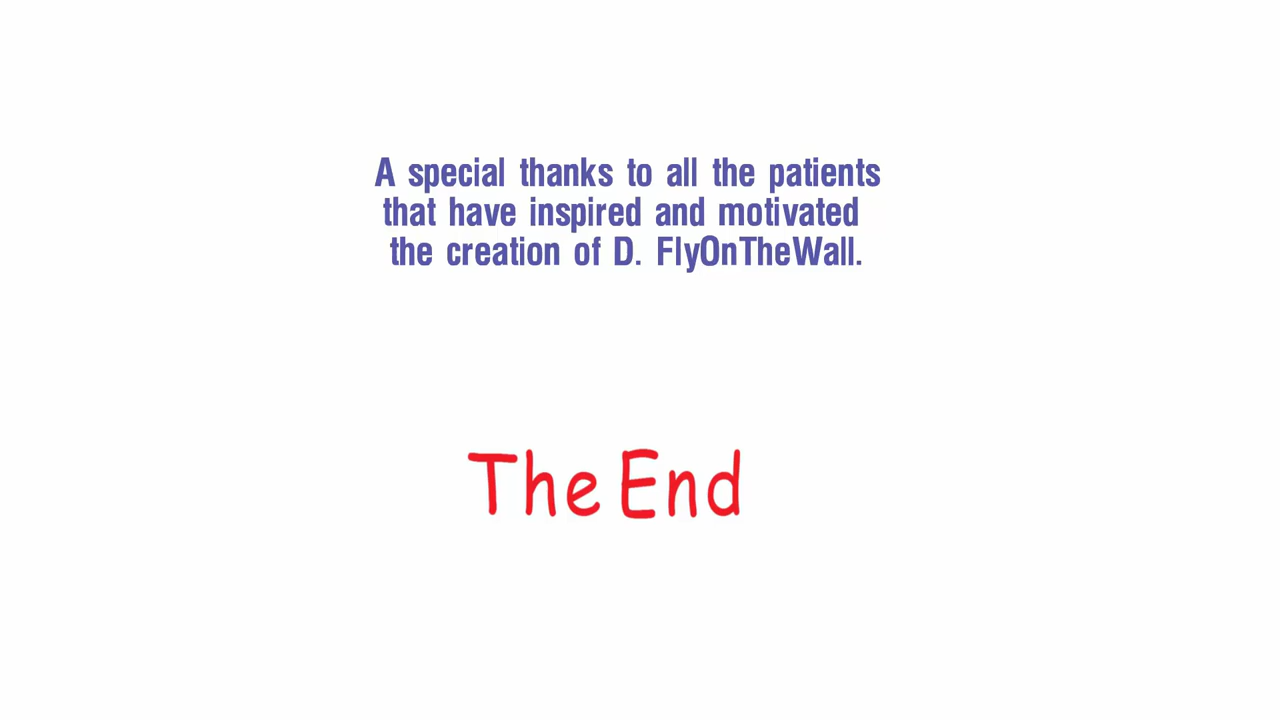 A special thanks to all the patients
that have inspired and motivated
the creation of D. FlyOnTheWall.
The End